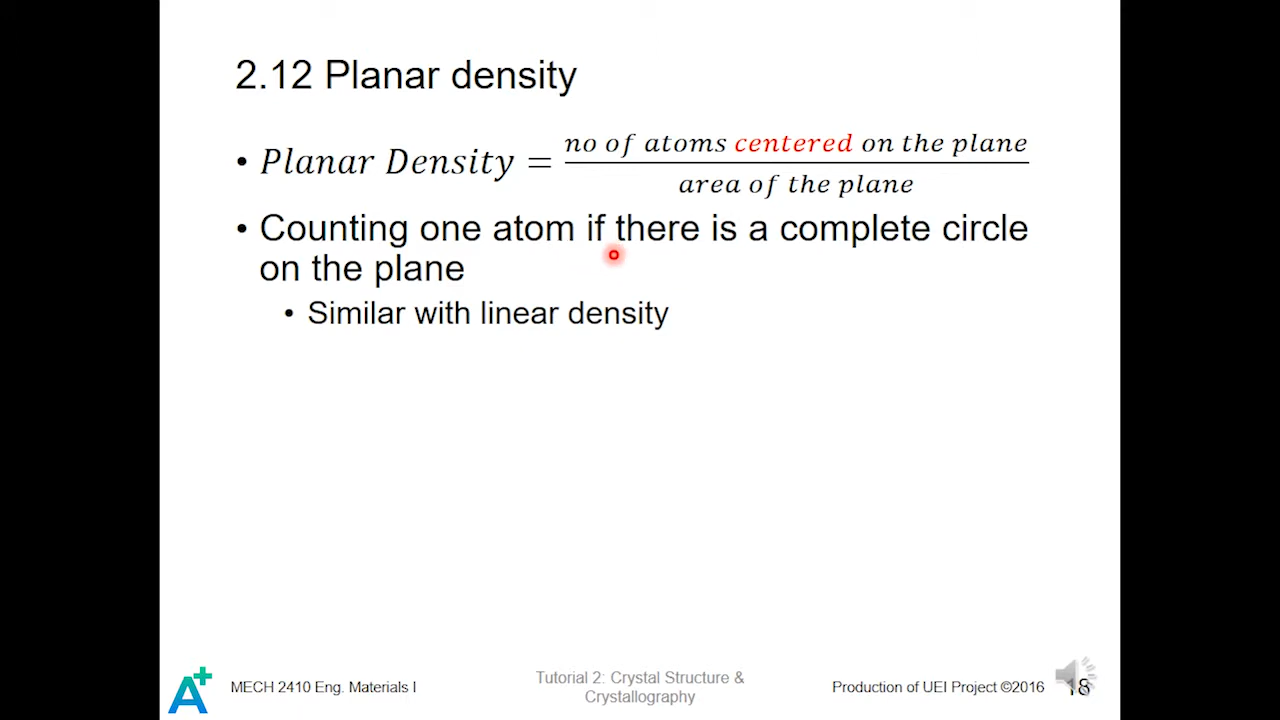 2.12 Planar density
• Planar Density = no of atoms centered on the plane / area of the plane
• Counting one atom if there is a complete circle
on the plane
• Similar with linear density
A+
MECH 2410 Eng. Materials I
Tutorial 2: Crystal Structure &
Crystallography
Production of UEI Project ©2016
18